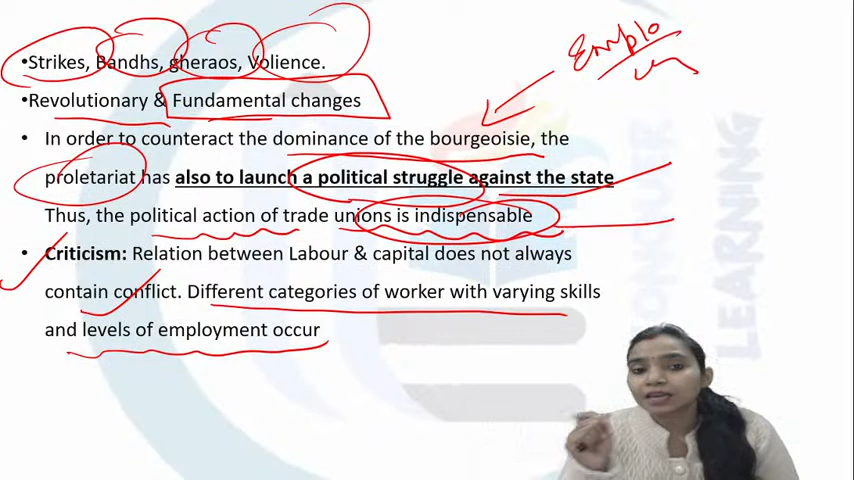 •Strikes, Bandhs, gheraos, Volience.
•Revolutionary & Fundamental changes
• In order to counteract the dominance of the bourgeoisie, the
proletariat has also to launch a political struggle against the state
Thus, the political action of trade unions is indispensable
• Criticism: Relation between Labour & capital does not always
contain conflict. Different categories of worker with varying skills
and levels of employment occur
Emplo
CONQUER
LEARNING